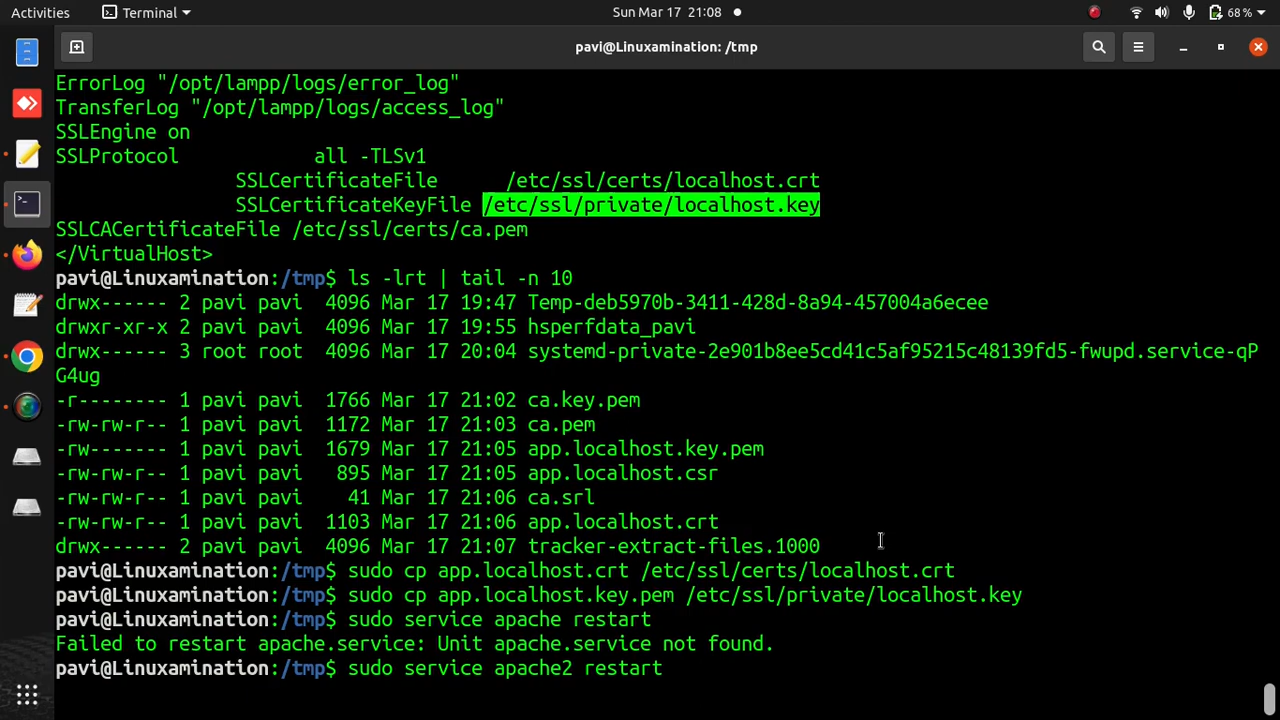 Activities Terminal Sun Mar 17 21:08 68%
pavi@Linuxamination: /tmp
ErrorLog "/opt/lampp/logs/error_log"
TransferLog "/opt/lampp/logs/access_log"
SSLEngine on
SSLProtocol all -TLSv1
SSLCertificateFile /etc/ssl/certs/localhost.crt
SSLCertificateKeyFile /etc/ssl/private/localhost.key
SSLCACertificateFile /etc/ssl/certs/ca.pem
</VirtualHost>
pavi@Linuxamination:/tmp$ ls -lrt | tail -n 10
drwx------ 2 pavi pavi 4096 Mar 17 19:47 Temp-deb5970b-3411-428d-8a94-457004a6ecee
drwxr-xr-x 2 pavi pavi 4096 Mar 17 19:55 hsperfdata_pavi
drwx------ 3 root root 4096 Mar 17 20:04 systemd-private-2e901b8ee5cd41c5af95215c48139fd5-fwupd.service-qP
G4ug
-r-------- 1 pavi pavi 1766 Mar 17 21:02 ca.key.pem
-rw-rw-r-- 1 pavi pavi 1172 Mar 17 21:03 ca.pem
-rw------- 1 pavi pavi 1679 Mar 17 21:05 app.localhost.key.pem
-rw-rw-r-- 1 pavi pavi 895 Mar 17 21:05 app.localhost.csr
-rw-rw-r-- 1 pavi pavi 41 Mar 17 21:06 ca.srl
-rw-rw-r-- 1 pavi pavi 1103 Mar 17 21:06 app.localhost.crt
drwx------ 2 pavi pavi 4096 Mar 17 21:07 tracker-extract-files.1000
pavi@Linuxamination:/tmp$ sudo cp app.localhost.crt /etc/ssl/certs/localhost.crt
pavi@Linuxamination:/tmp$ sudo cp app.localhost.key.pem /etc/ssl/private/localhost.key
pavi@Linuxamination:/tmp$ sudo service apache restart
Failed to restart apache.service: Unit apache.service not found.
pavi@Linuxamination:/tmp$ sudo service apache2 restart